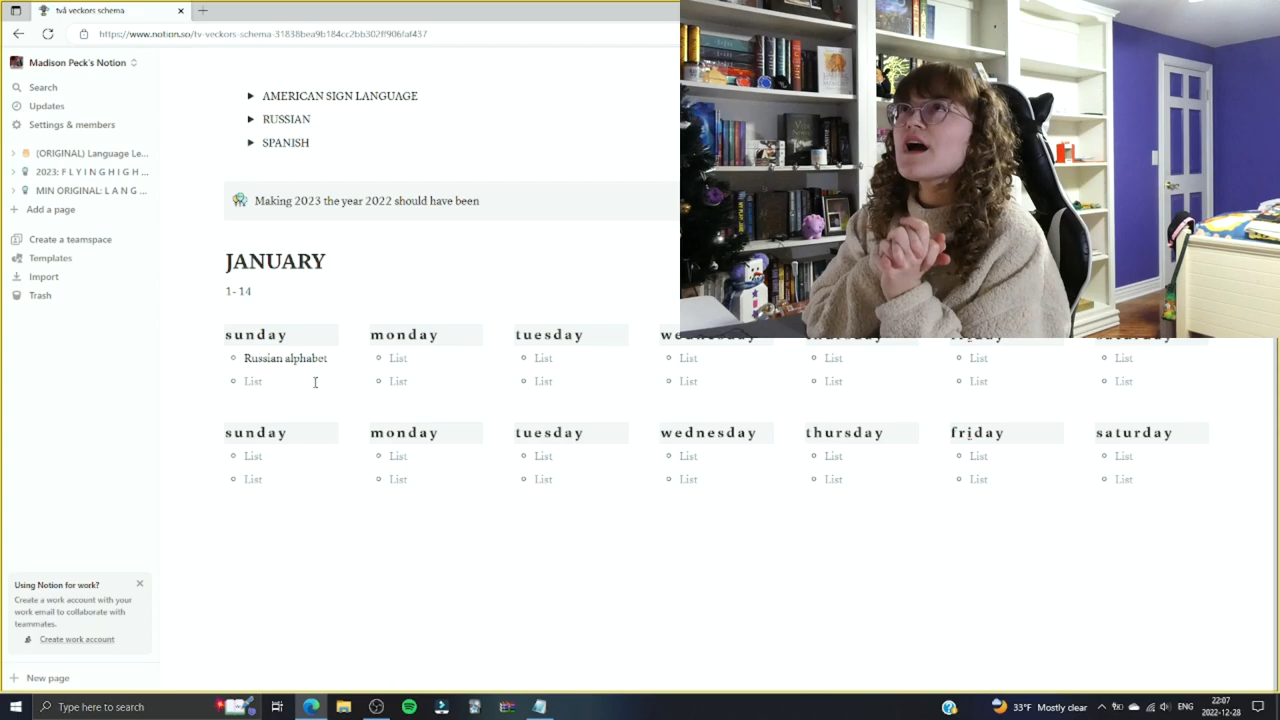 två veckors schema
https://www.notion.so/tv-veckors-schema-31838bea9b184cc2bb302ff906faf437
Madison Peck's Notion
Search
Updates
Settings & members
(ORIGINAL) Language Le...
2023: F L Y I N G H I G H ...
MIN ORIGINAL: L A N G ...
Add a page
Create a teamspace
Templates
Import
Trash
Using Notion for work?
Create a work account with your
work email to collaborate with
teammates.
Create work account
New page
AMERICAN SIGN LANGUAGE
RUSSIAN
SPANISH
Making 2023 the year 2022 should have been
JANUARY
1-14
sunday monday tuesday wednesday thursday friday saturday
Russian alphabet List List List List List List
List List List List List List List
sunday monday tuesday wednesday thursday friday saturday
List List List List List List List
List List List List List List List
Type here to search
33°F Mostly clear
ENG
22:07
2022-12-28